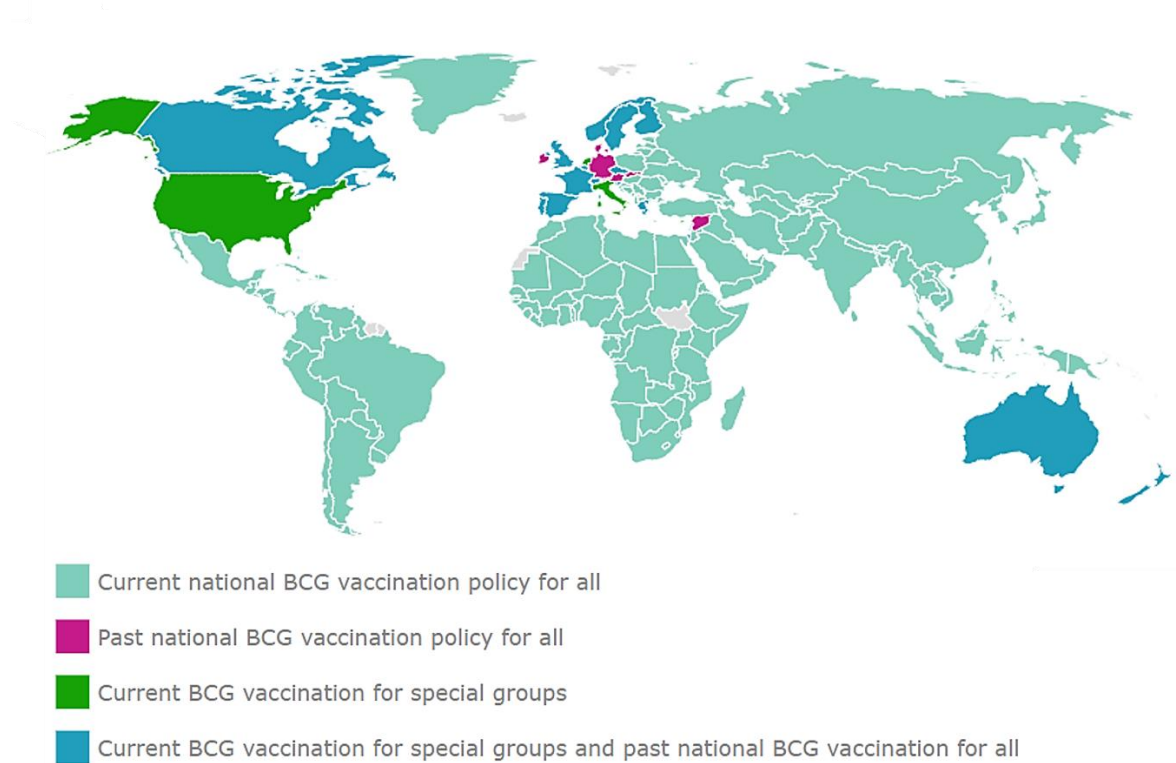 Current national BCG vaccination policy for all
Past national BCG vaccination policy for all
Current BCG vaccination for special groups
Current BCG vaccination for special groups and past national BCG vaccination for all